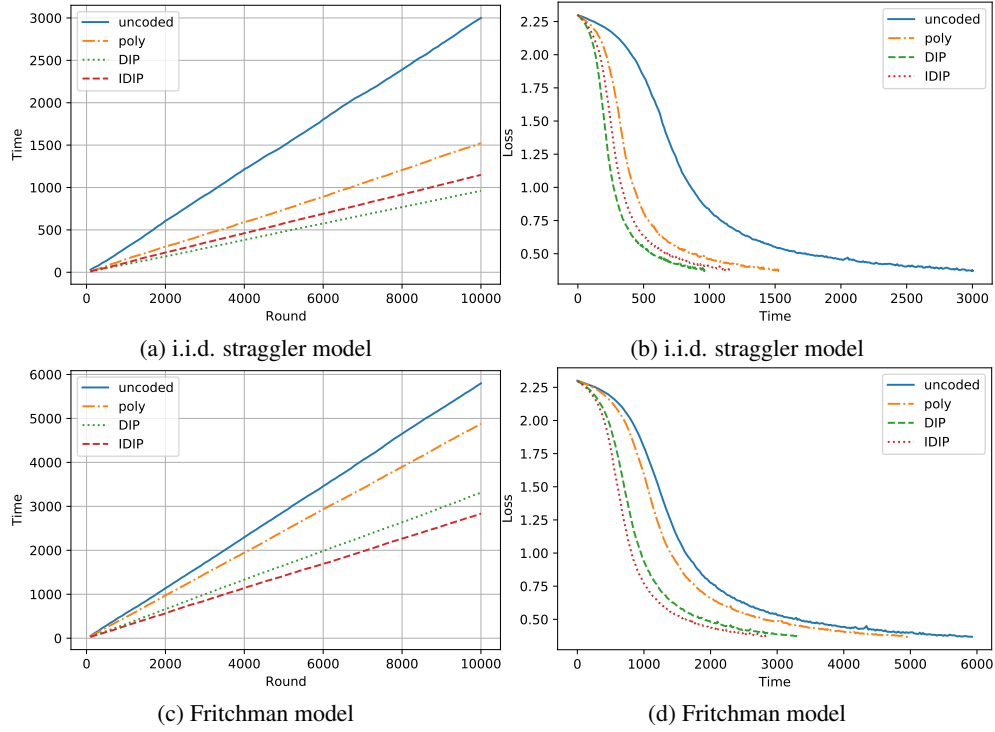 3000
2500
2000
1500
1000
500
0
Time
uncoded
poly
DIP
IDIP
0
2000
4000
6000
8000
10000
Round
(a) i.i.d. straggler model
2.25
2.00
1.75
1.50
1.25
1.00
0.75
0.50
Loss
uncoded
poly
DIP
IDIP
0
500
1000
1500
2000
2500
3000
Time
(b) i.i.d. straggler model
6000
5000
4000
3000
2000
1000
0
Time
uncoded
poly
DIP
IDIP
0
2000
4000
6000
8000
10000
Round
(c) Fritchman model
2.25
2.00
1.75
1.50
1.25
1.00
0.75
0.50
Loss
uncoded
poly
DIP
IDIP
0
1000
2000
3000
4000
5000
6000
Time
(d) Fritchman model